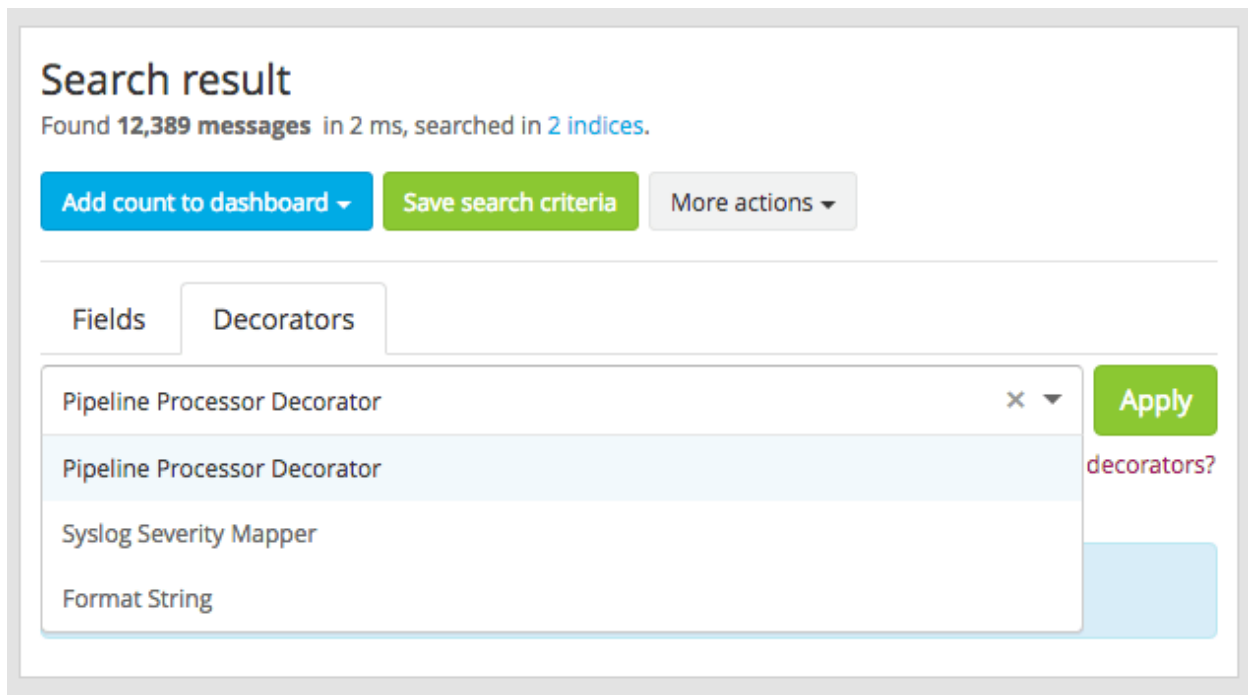 Search result
Found 12,389 messages in 2 ms, searched in 2 indices.
Add count to dashboard Save search criteria More actions
Fields Decorators
Pipeline Processor Decorator × Apply
Pipeline Processor Decorator decorators?
Syslog Severity Mapper
Format String